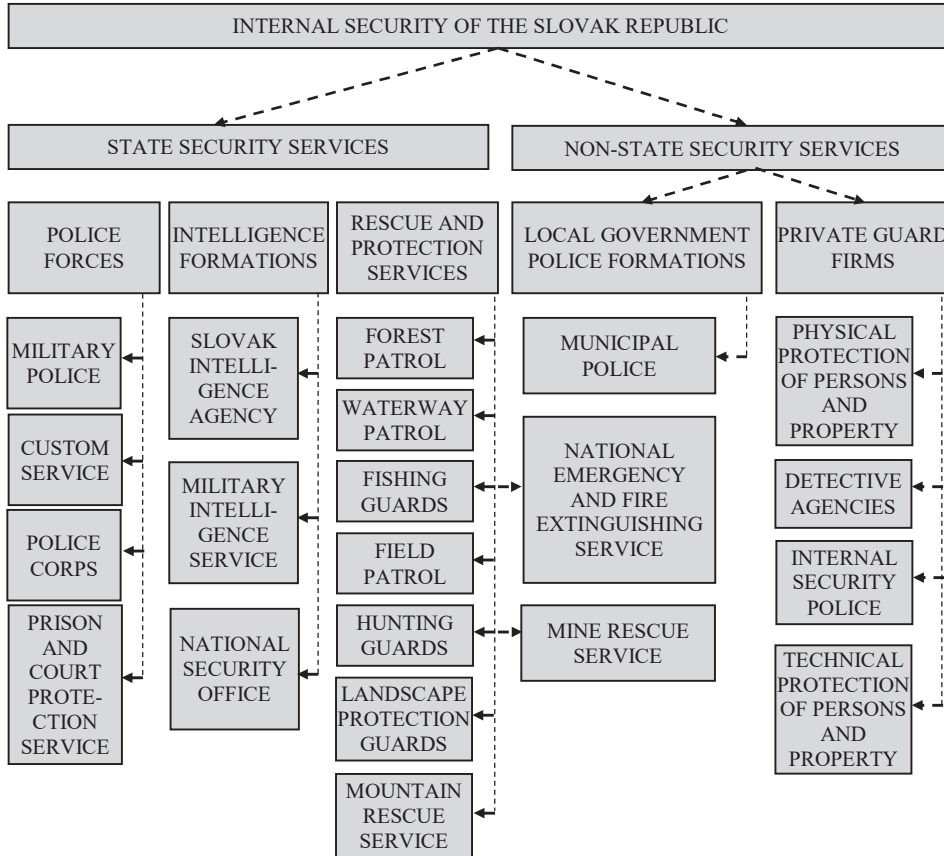 INTERNAL SECURITY OF THE SLOVAK REPUBLIC
STATE SECURITY SERVICES
NON-STATE SECURITY SERVICES
POLICE
FORCES
INTELLIGENCE
FORMATIONS
RESCUE AND
PROTECTION
SERVICES
LOCAL GOVERNMENT
POLICE FORMATIONS
PRIVATE GUARD
FIRMS
MILITARY
POLICE
CUSTOM
SERVICE
POLICE
CORPS
PRISON AND
COURT
PROTE-
CTION
SERVICE
SLOVAK
INTELLI-
GENCE
AGENCY
MILITARY
INTELLI-
GENCE
SERVICE
NATIONAL
SECURITY
OFFICE
FOREST
PATROL
WATERWAY
PATROL
FISHING
GUARDS
FIELD
PATROL
HUNTING
GUARDS
LANDSCAPE
PROTECTION
GUARDS
MOUNTAIN
RESCUE
SERVICE
MUNICIPAL
POLICE
NATIONAL
EMERGENCY
AND FIRE
EXTINGUISHING
SERVICE
MINE RESCUE
SERVICE
PHYSICAL
PROTECTION
OF PERSONS
AND
PROPERTY
DETECTIVE
AGENCIES
INTERNAL
SECURITY
POLICE
TECHNICAL
PROTECTION
OF PERSONS
AND
PROPERTY